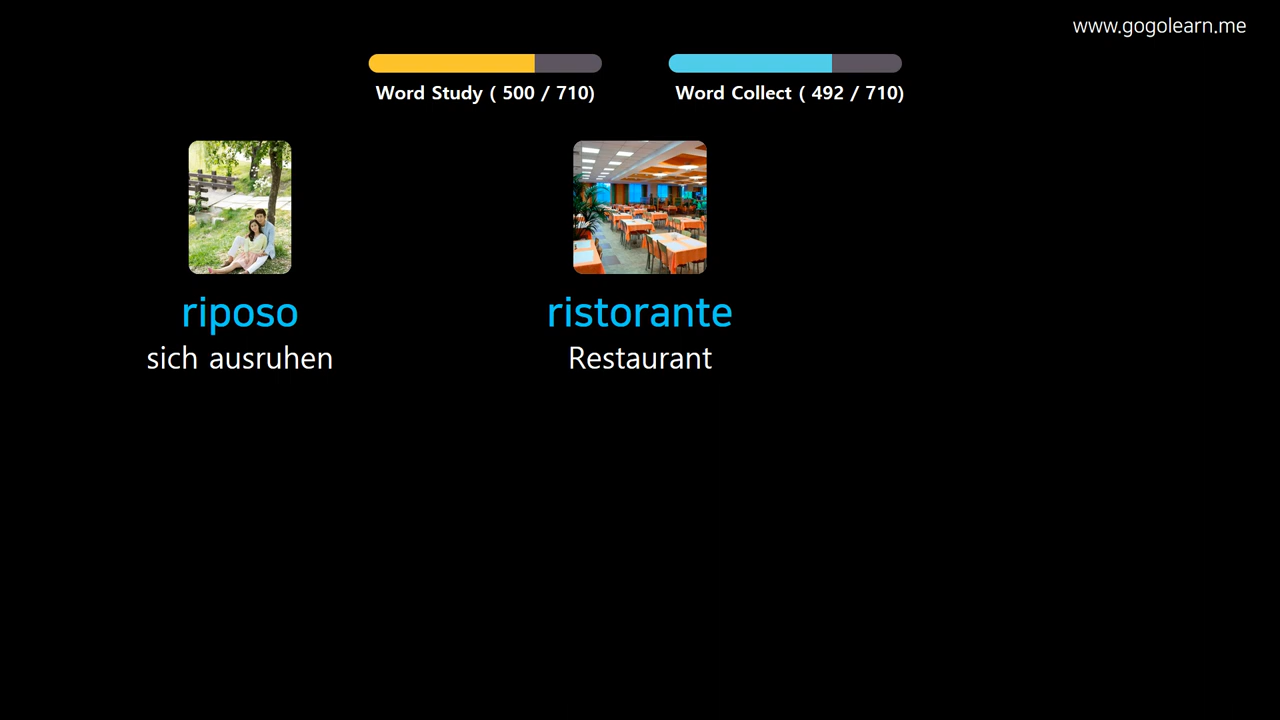 www.gogolearn.me
Word Study ( 500 / 710)
Word Collect ( 492 / 710)
riposo
sich ausruhen
ristorante
Restaurant